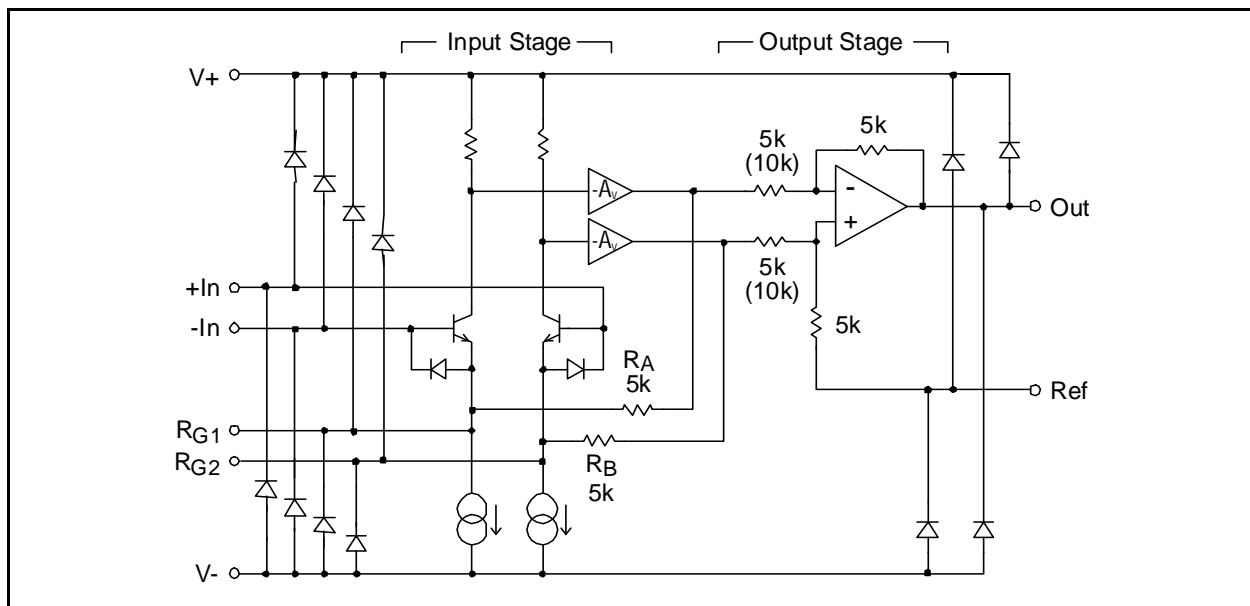 Input Stage
Output Stage
V+
5k
5k
(10k)
-Av
-
Out
-Av
+
5k
(10k)
+In
-In
5k
RA
5k
Ref
RG1
RG2
RB
5k
V-